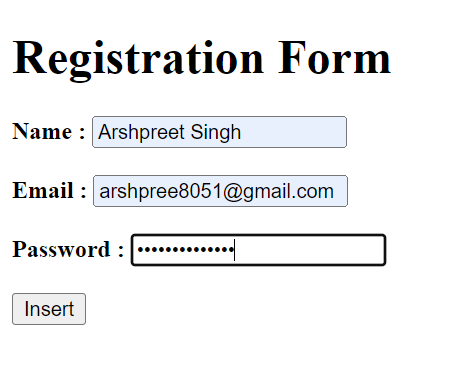 Registration Form
Name : Arshpreet Singh
Email : arshpree8051@gmail.com
Password : ••••••••••••••
Insert